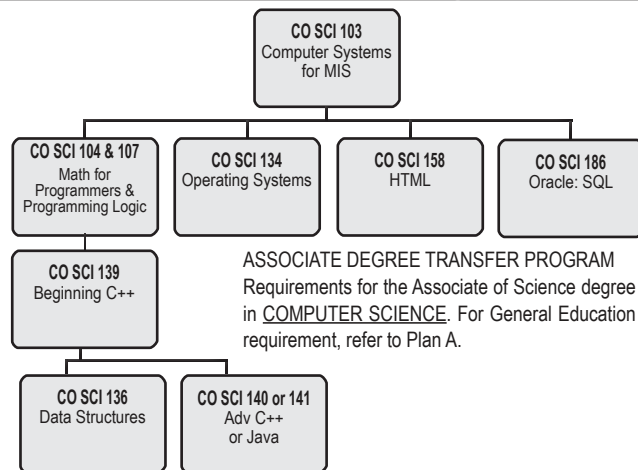 CO SCI 103
Computer Systems
for MIS
CO SCI 104 & 107
Math for
Programmers &
Programming Logic
CO SCI 134
Operating Systems
CO SCI 158
HTML
CO SCI 186
Oracle: SQL
CO SCI 139
Beginning C++
ASSOCIATE DEGREE TRANSFER PROGRAM
Requirements for the Associate of Science degree
in COMPUTER SCIENCE. For General Education
requirement, refer to Plan A.
CO SCI 136
Data Structures
CO SCI 140 or 141
Adv C++
or Java